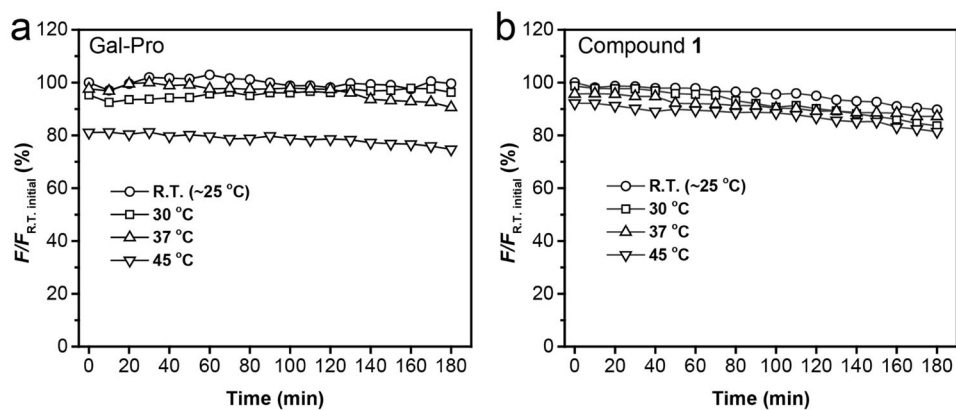 a
Gal-Pro
F/F R.T. initial (%)
120
100
80
60
40
20
0
R.T. (~25 °C)
30 °C
37 °C
45 °C
0 20 40 60 80 100 120 140 160 180
Time (min)
b
Compound 1
F/F R.T. initial (%)
120
100
80
60
40
20
0
R.T. (~25 °C)
30 °C
37 °C
45 °C
0 20 40 60 80 100 120 140 160 180
Time (min)